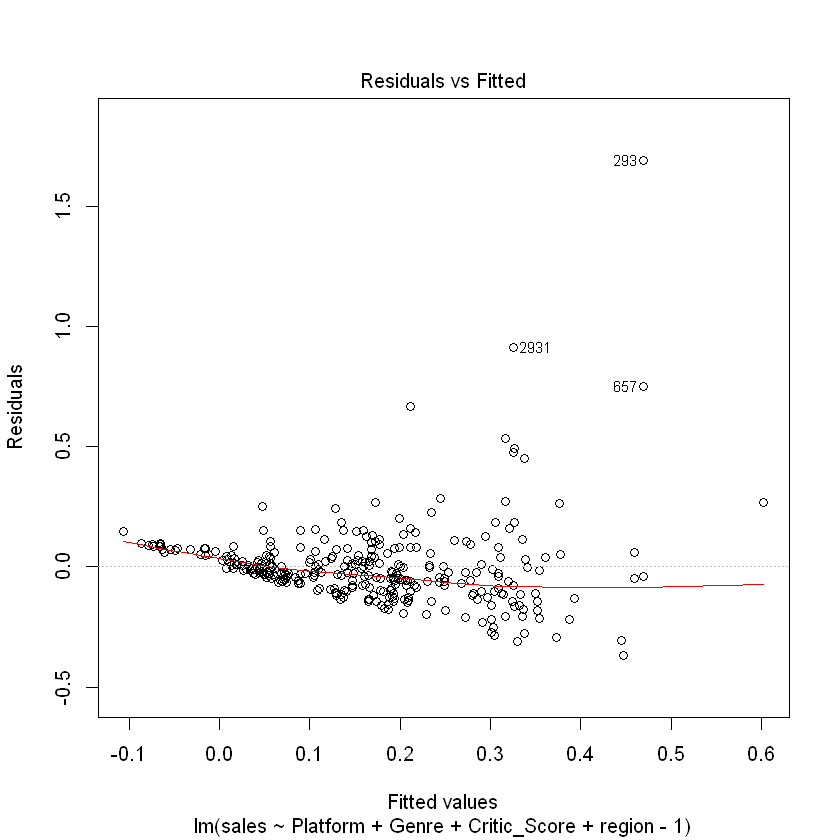 Residuals vs Fitted
Residuals
1.5
1.0
0.5
0.0
-0.5
293
2931
657
-0.1 0.0 0.1 0.2 0.3 0.4 0.5 0.6
Fitted values
lm(sales ~ Platform + Genre + Critic_Score + region - 1)